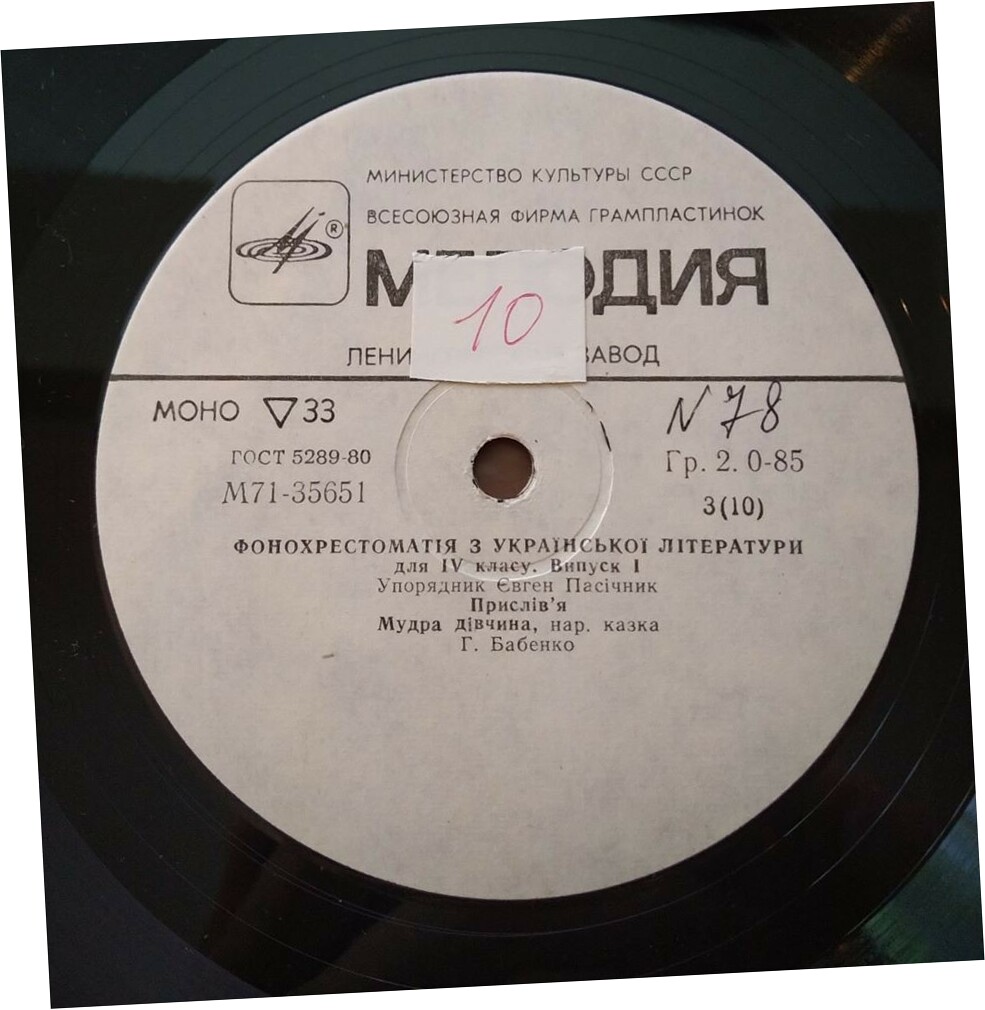 МИНИСТЕРСТВО КУЛЬТУРЫ СССР
ВСЕСОЮЗНАЯ ФИРМА ГРАМПЛАСТИНОК
®
10
ЗАВОД
МОНО ▽33
N 78
ГОСТ 5289-80
Гр. 2. 0-85
М71-35651
3(10)
ФОНОХРЕСТОМАТІЯ З УКРАЇНСЬКОЇ ЛІТЕРАТУРИ
для IV класу. Випуск I
Упорядник Євген Пасічник
Прислів'я
Мудра дівчина, нар. казка
Г. Бабенко